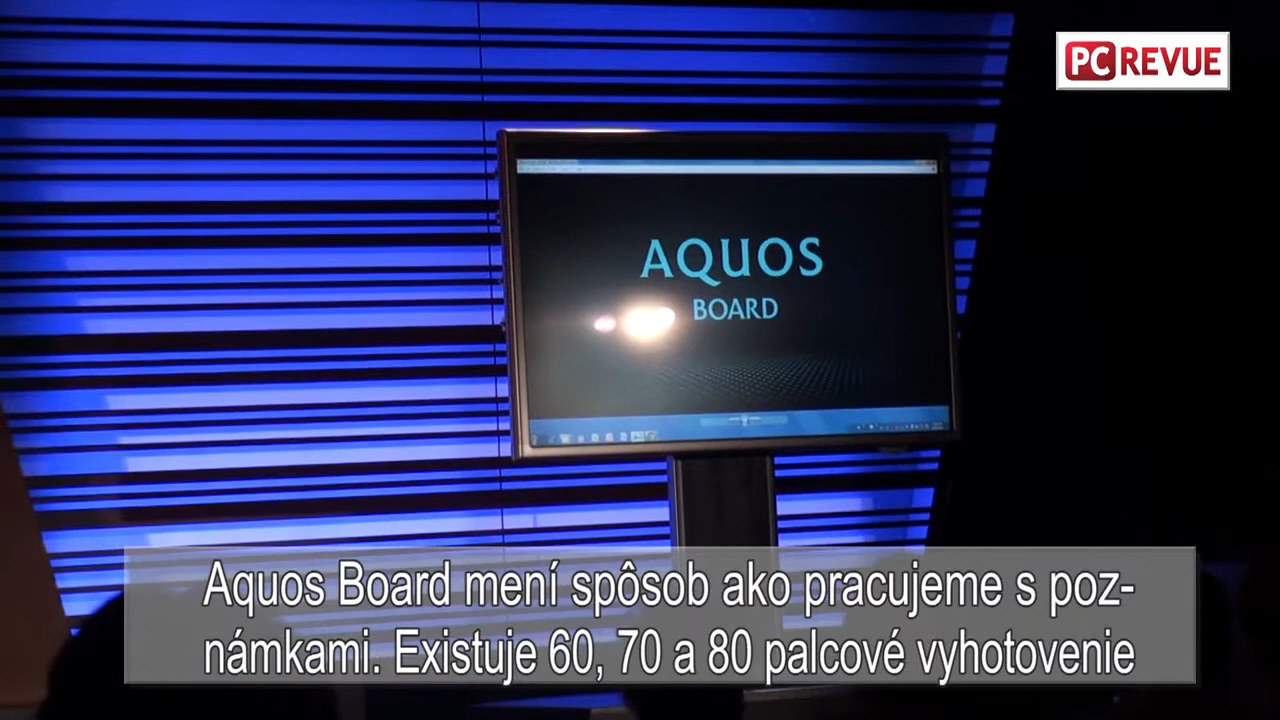 PC REVUE
AQUOS
BOARD
Aquos Board mení spôsob ako pracujeme s poz-
námkami. Existuje 60, 70 a 80 palcové vyhotovenie